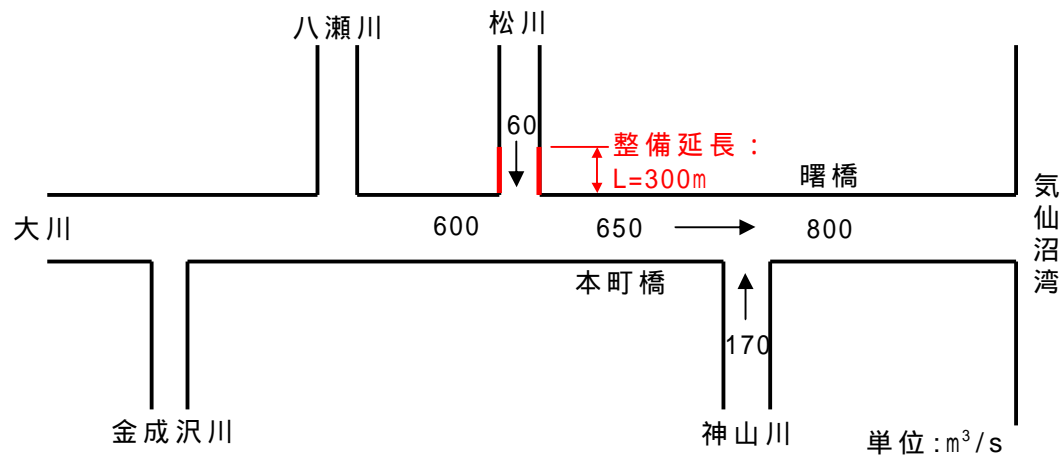 八瀬川
松川
60
整備延長：
L=300m
曙橋
大川
600
650
800
気仙沼湾
本町橋
170
金成沢川
神山川
単位:m³/s